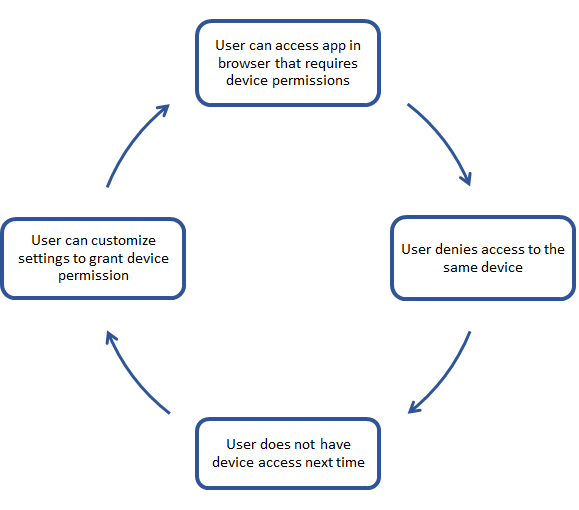 User can access app in
browser that requires
device permissions
User denies access to the
same device
User does not have
device access next time
User can customize
settings to grant device
permission